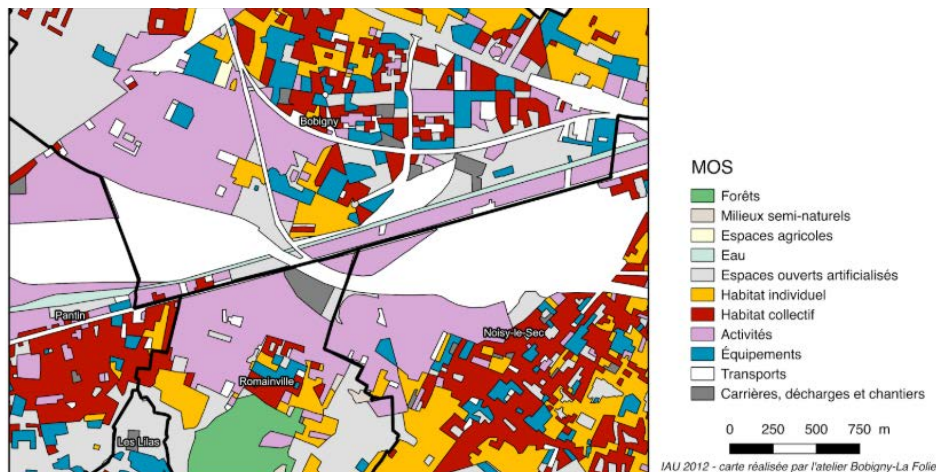 Bobigny
Pantin
Noisy-le-Sec
Romainville
Les Lilas
MOS
Forêts
Milieux semi-naturels
Espaces agricoles
Eau
Espaces ouverts artificialisés
Habitat individuel
Habitat collectif
Activités
Équipements
Transports
Carrières, décharges et chantiers
0 250 500 750 m
IAU 2012 - carte réalisée par l'atelier Bobigny-La Folie